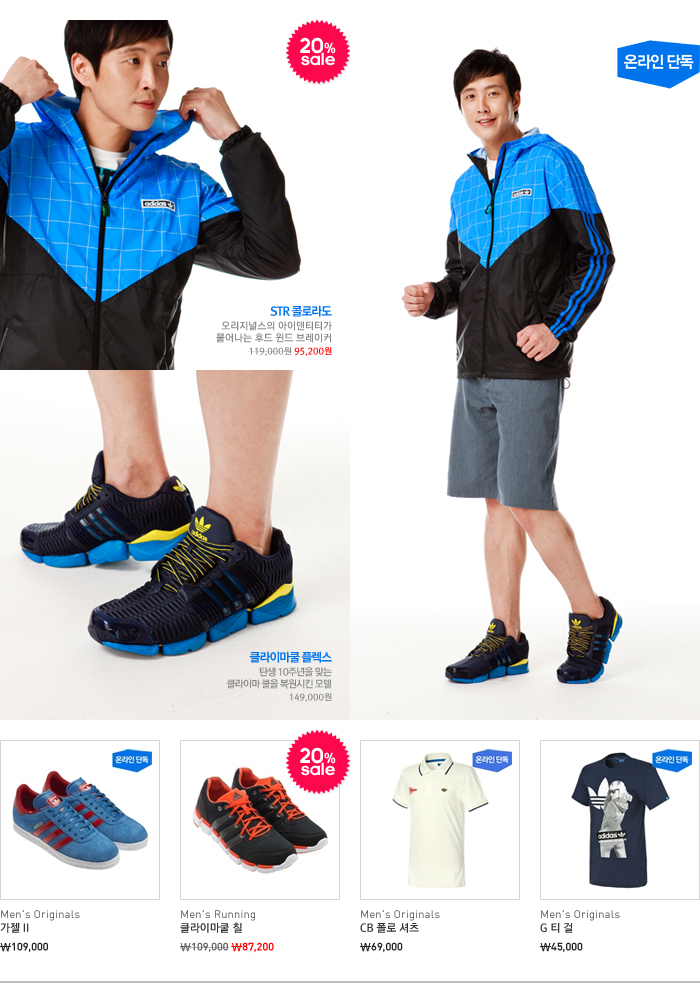 20%
sale
온라인 단독
adidas
adidas
STR 콜로라도
오리지널스의 아이덴티티가
묻어나는 후드 윈드 브레이커
119,000원 95,200원
adidas
클라이마쿨 플렉스
탄생 10주년을 맞는
클라이마 쿨을 복원시킨 모델
149,000원
온라인 단독
20%
sale
온라인 단독
온라인 단독
adidas
Men's Originals
가젤 II
₩109,000
Men's Running
클라이마쿨 칠
₩109,000 ₩87,200
Men's Originals
CB 폴로 셔츠
₩69,000
Men's Originals
G 티 걸
₩45,000